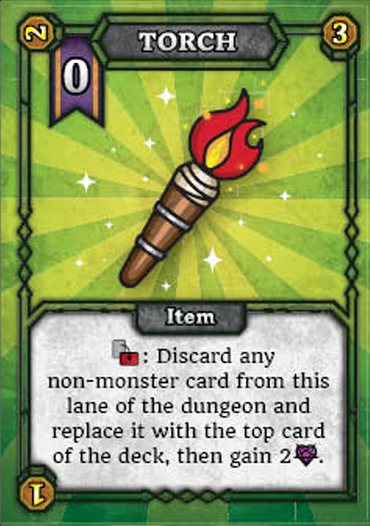 2
TORCH
3
0
Item
: Discard any
non-monster card from this
lane of the dungeon and
replace it with the top card
of the deck, then gain 2.
1